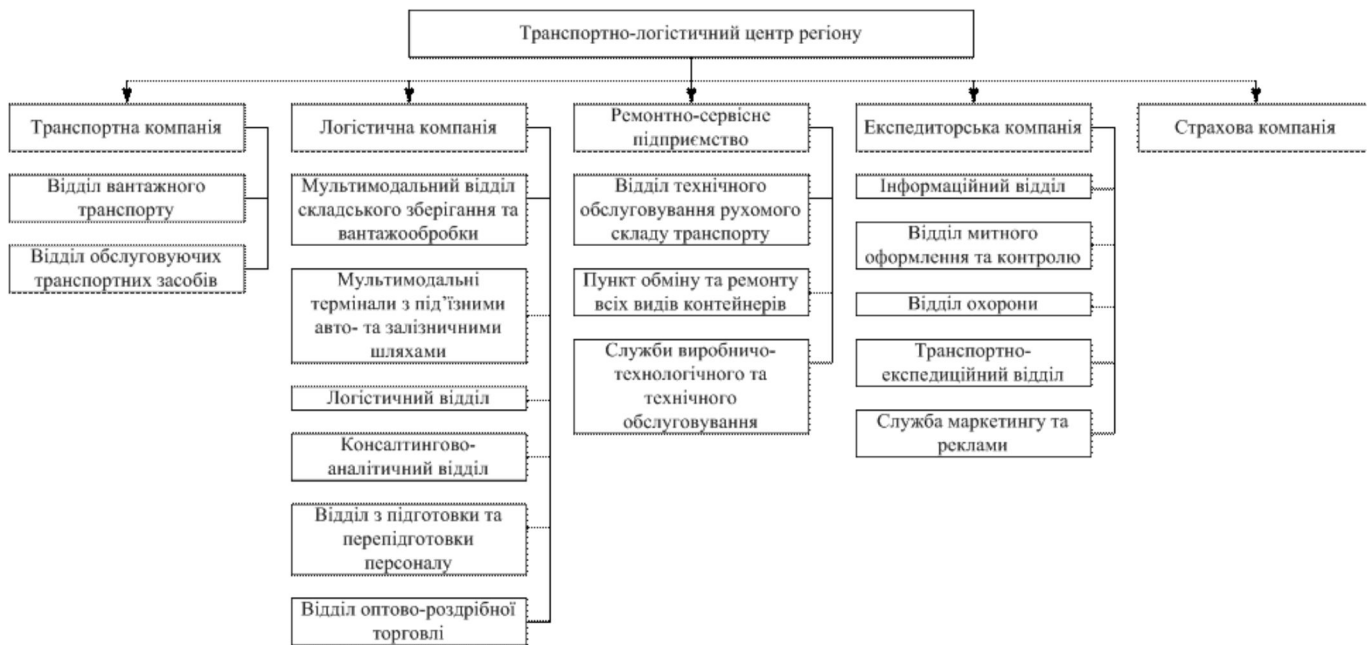 Транспортно-логістичний центр регіону
Транспортна компанія
Відділ вантажного
транспорту
Відділ обслуговуючих
транспортних засобів
Логістична компанія
Мультимодальний відділ
складського зберігання та
вантажообробки
Мультимодальні
термінали з під’їзними
авто- та залізничними
шляхами
Логістичний відділ
Консалтингово-
аналітичний відділ
Відділ з підготовки та
перепідготовки
персоналу
Відділ оптово-роздрібної
торговлі
Ремонтно-сервісне
підприємство
Відділ технічного
обслуговування рухомого
складу транспорту
Пункт обміну та ремонту
всіх видів контейнерів
Служби виробничо-
технологічного та
технічного
обслуговування
Експедиторська компанія
Інформаційний відділ
Відділ митного
оформлення та контролю
Відділ охорони
Транспортно-
експедиційний відділ
Служба маркетингу та
реклами
Страхова компанія